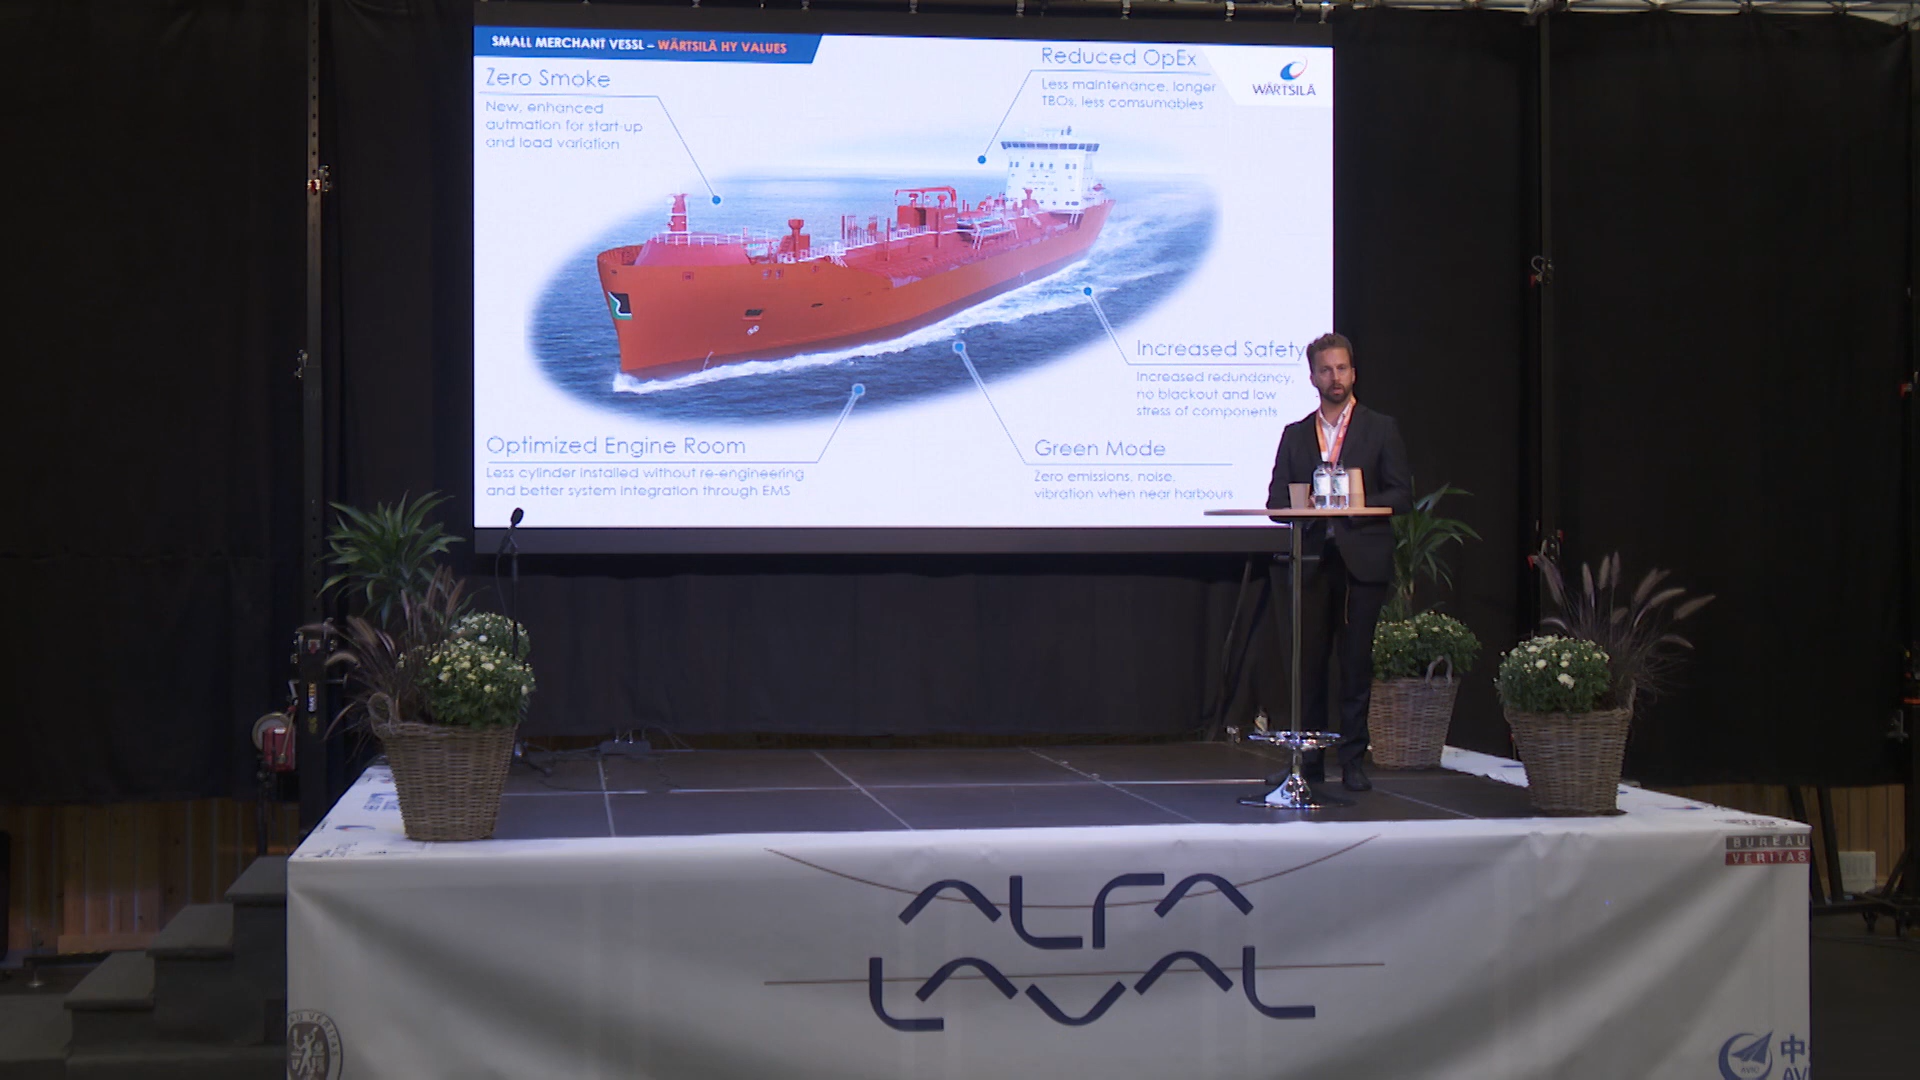 SMALL MERCHANT VESSL – WÄRTSILÄ HY VALUES
Zero Smoke
New, enhanced
autmation for start-up
and load variation
Reduced OpEx
Less maintenance, longer
TBOs, less comsumables
WÄRTSILÄ
Increased Safety
Increased redundancy,
no blackout and low
stress of components
Optimized Engine Room
Less cylinder installed without re-engineering
and better system integration through EMS
Green Mode
Zero emissions, noise,
vibration when near harbours
BUREAU
VERITAS
ALFA
LAVAL
中
AV